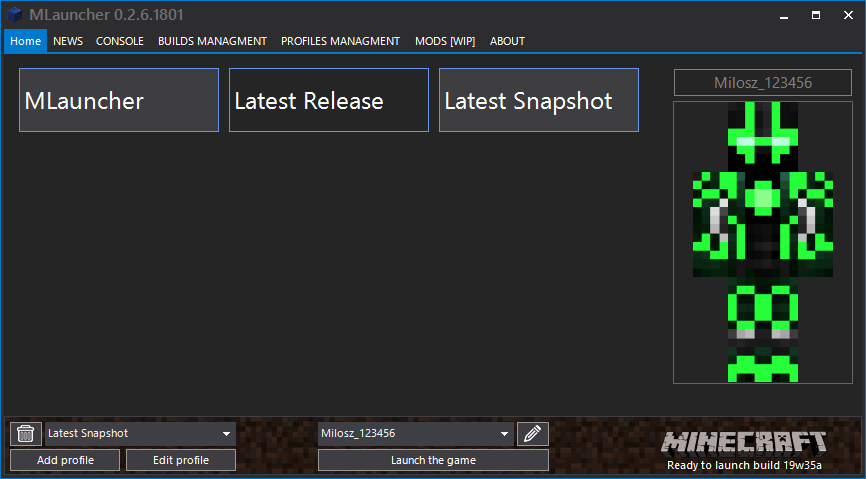 MLauncher 0.2.6.1801
Home NEWS CONSOLE BUILDS MANAGMENT PROFILES MANAGMENT MODS [WIP] ABOUT
MLauncher
Latest Release
Latest Snapshot
Milosz_123456
Latest Snapshot
Milosz_123456
Add profile
Edit profile
Launch the game
MINECRAFT
Ready to launch build 19w35a